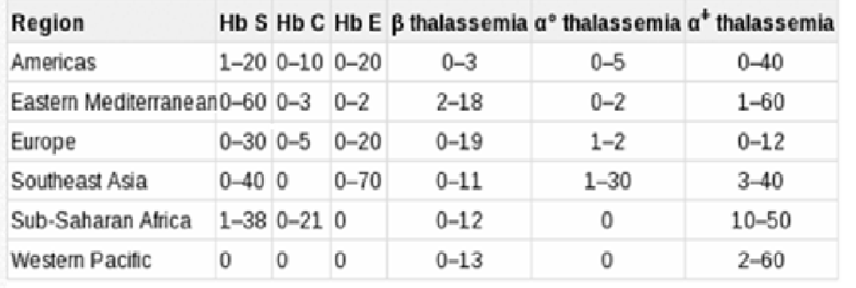 Region Hb S Hb C Hb E β thalassemia α° thalassemia α⁺ thalassemia
Americas 1–20 0–10 0–20 0–3 0–5 0–40
Eastern Mediterranean 0–60 0–3 0–2 2–18 0–2 1–60
Europe 0–30 0–5 0–20 0–19 1–2 0–12
Southeast Asia 0–40 0 0–70 0–11 1–30 3–40
Sub-Saharan Africa 1–38 0–21 0 0–12 0 10–50
Western Pacific 0 0 0 0–13 0 2–60